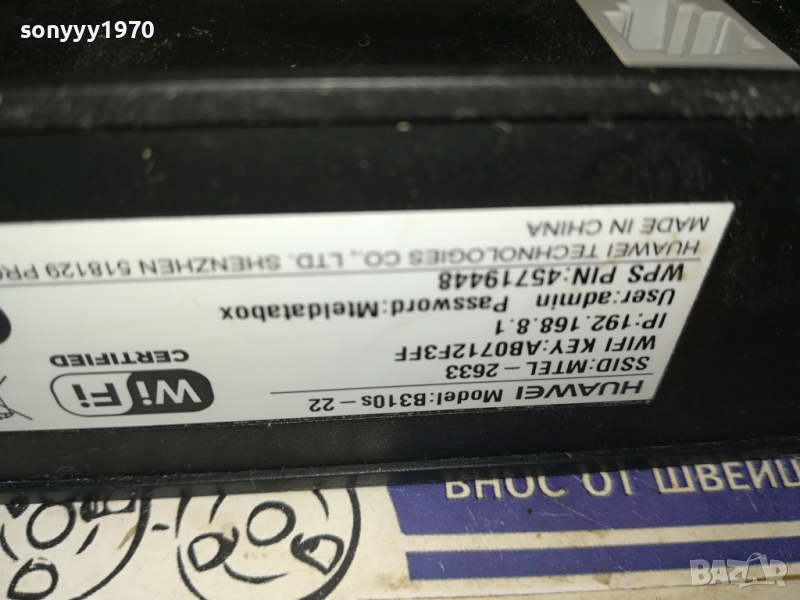 sonyyy1970
HUAWEI Model:B310s-22
SSID:MTEL-2633
WIFI KEY:AB0712F3FF
IP:192.168.8.1
User:admin Password:Mteldatabox
WPS PIN:45719448
HUAWEI TECHNOLOGIES CO., LTD. SHENZHEN 518129
MADE IN CHINA
Wi Fi
CERTIFIED
ВНОС ОТ
BAZAR